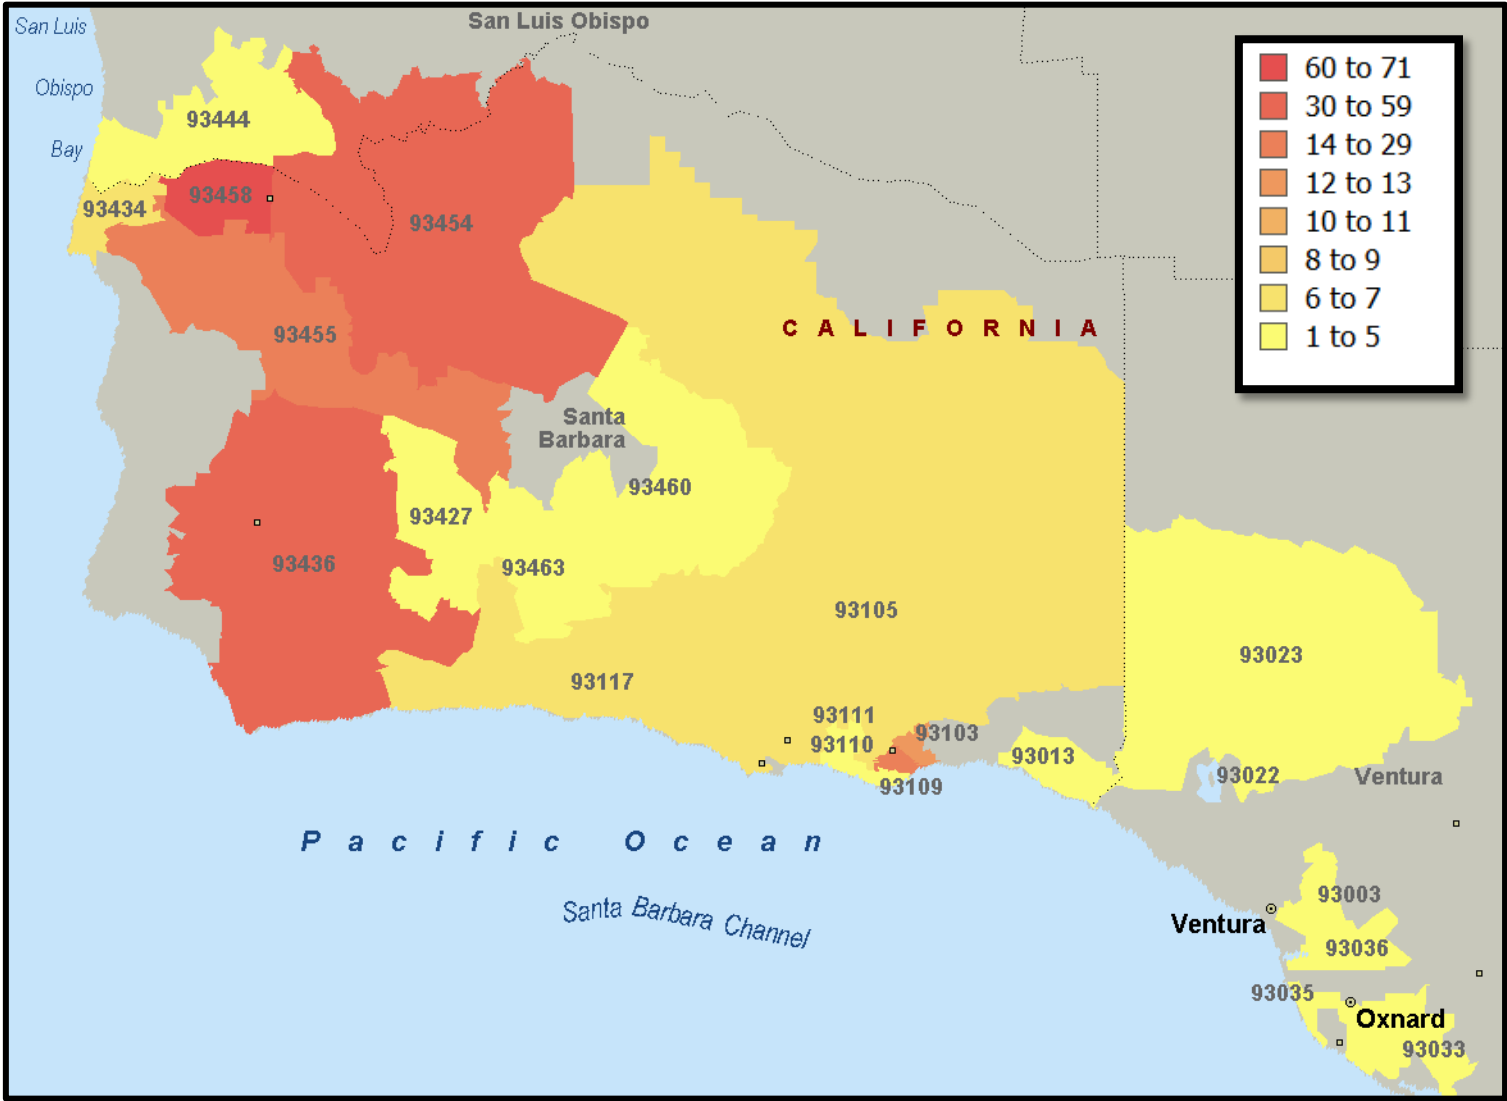 San Luis
Obispo
Bay
San Luis Obispo
60 to 71
30 to 59
14 to 29
12 to 13
10 to 11
8 to 9
6 to 7
1 to 5
93444
93458
93434
93454
93455
CALIFORNIA
Santa
Barbara
93460
93427
93463
93436
93105
93023
93117
93111
93110
93103
93013
93109
93022
Ventura
Pacific Ocean
Santa Barbara Channel
93003
Ventura
93036
93035
Oxnard
93033